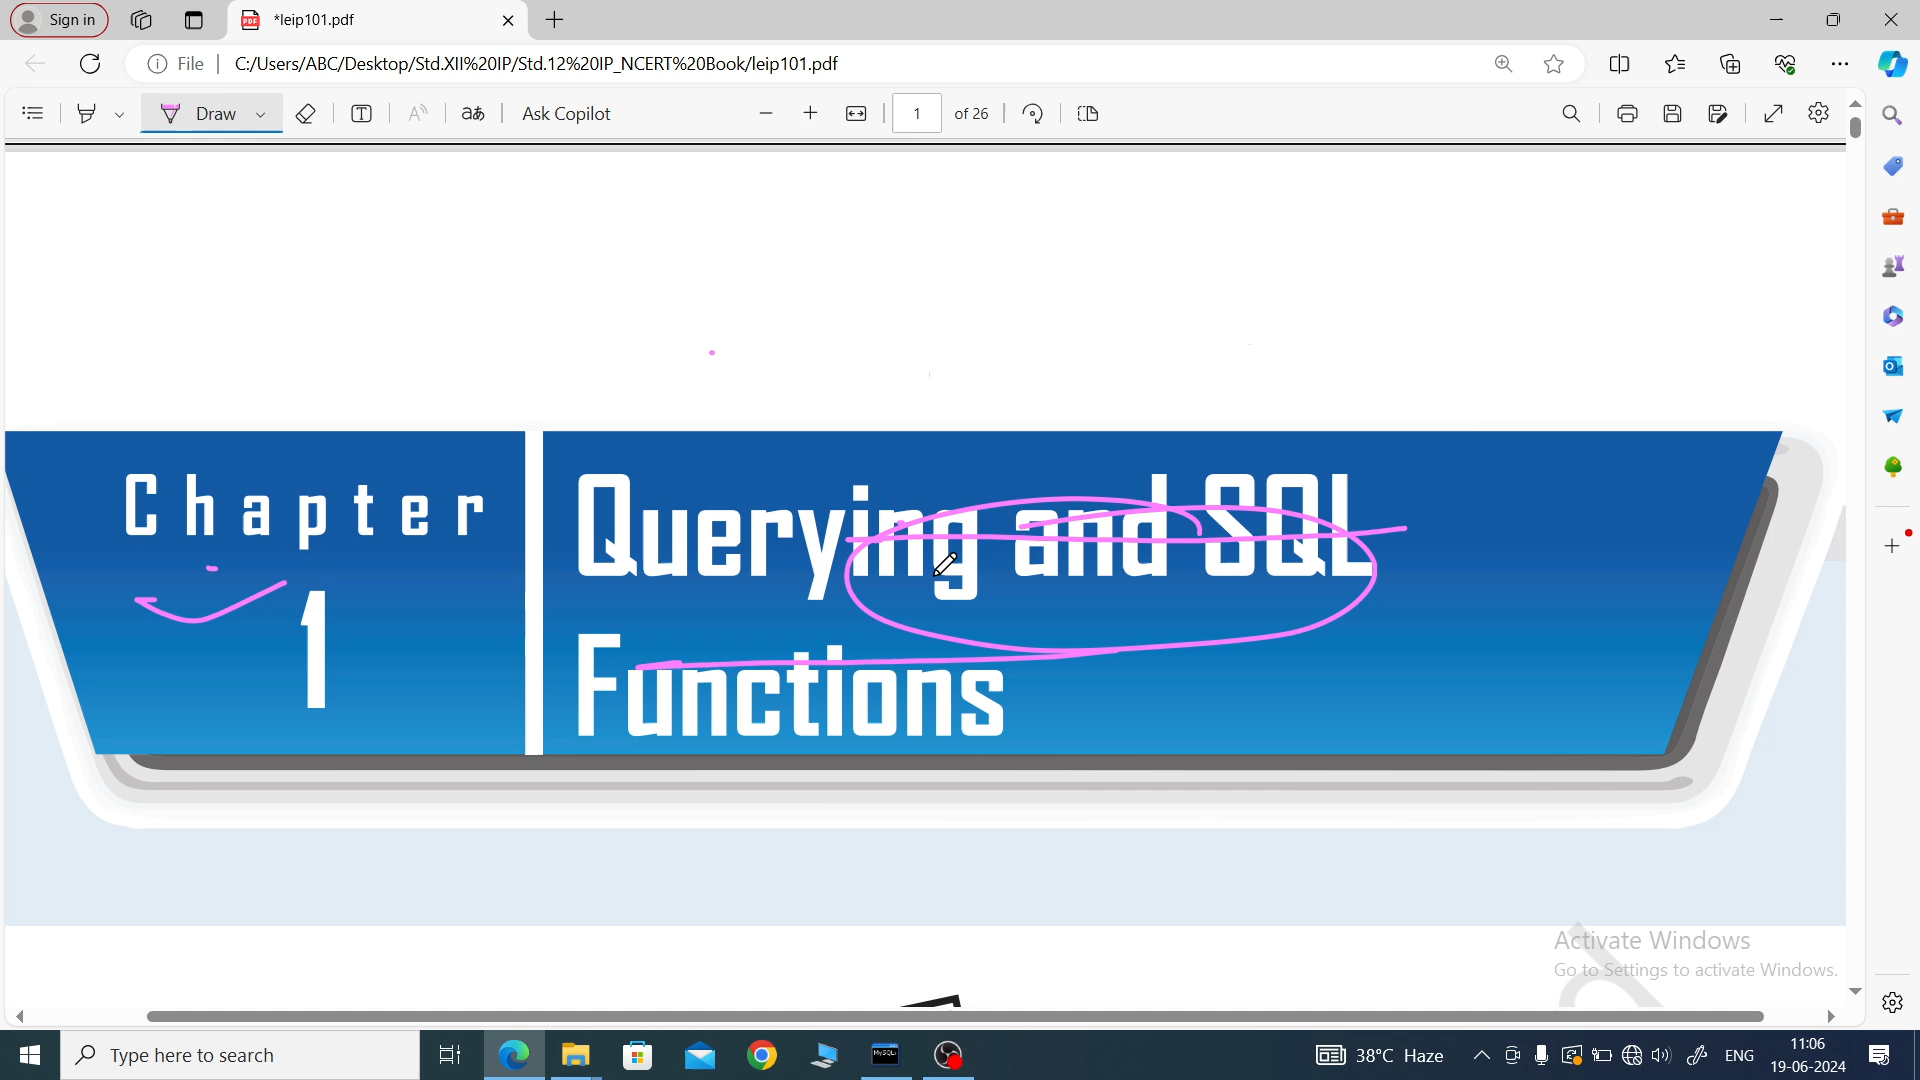 Sign in
*leip101.pdf
File
C:/Users/ABC/Desktop/Std.XII%20IP/Std.12%20IP_NCERT%20Book/leip101.pdf
Draw
T
aあ
Ask Copilot
1 of 26
Chapter
1
Querying and SQL
Functions
Activate Windows
Go to Settings to activate Windows.
Type here to search
38°C Haze
ENG
11:06
19-06-2024